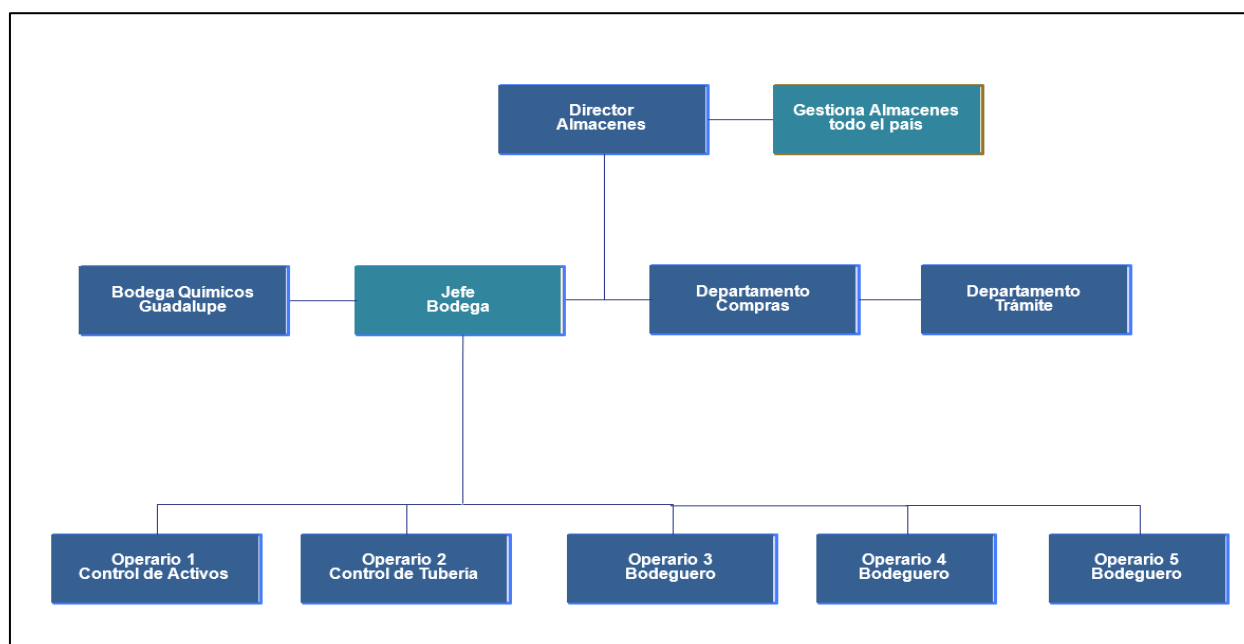 Director
Almacenes
Gestiona Almacenes
todo el país
Bodega Químicos
Guadalupe
Jefe
Bodega
Departamento
Compras
Departamento
Trámite
Operario 1
Control de Activos
Operario 2
Control de Tubería
Operario 3
Bodeguero
Operario 4
Bodeguero
Operario 5
Bodeguero